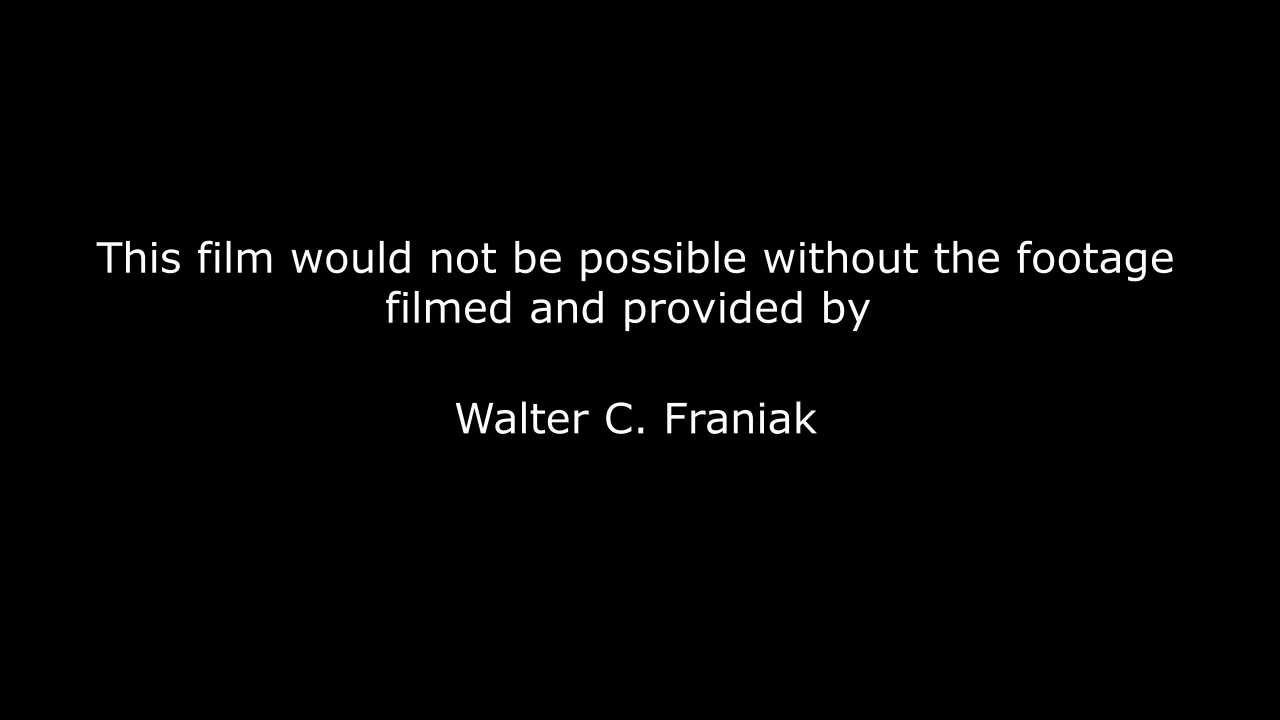 This film would not be possible without the footage
filmed and provided by
Walter C. Franiak